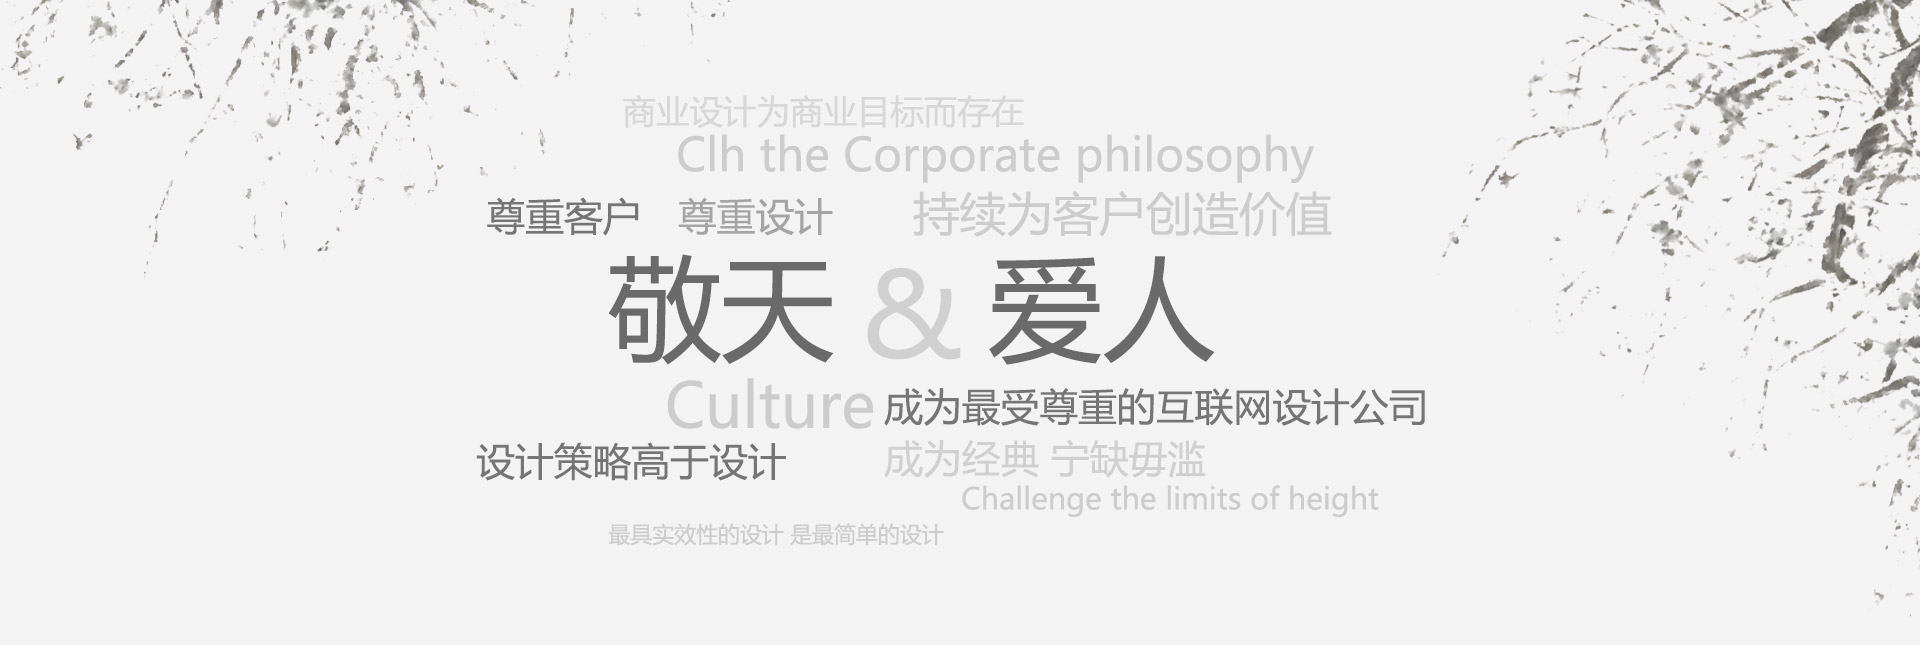 商业设计为商业目标而存在
Clh the Corporate philosophy
尊重客户 尊重设计 持续为客户创造价值
敬天 & 爱人
Culture 成为最受尊重的互联网设计公司
设计策略高于设计 成为经典 宁缺毋滥
Challenge the limits of height
最具实效性的设计 是最简单的设计